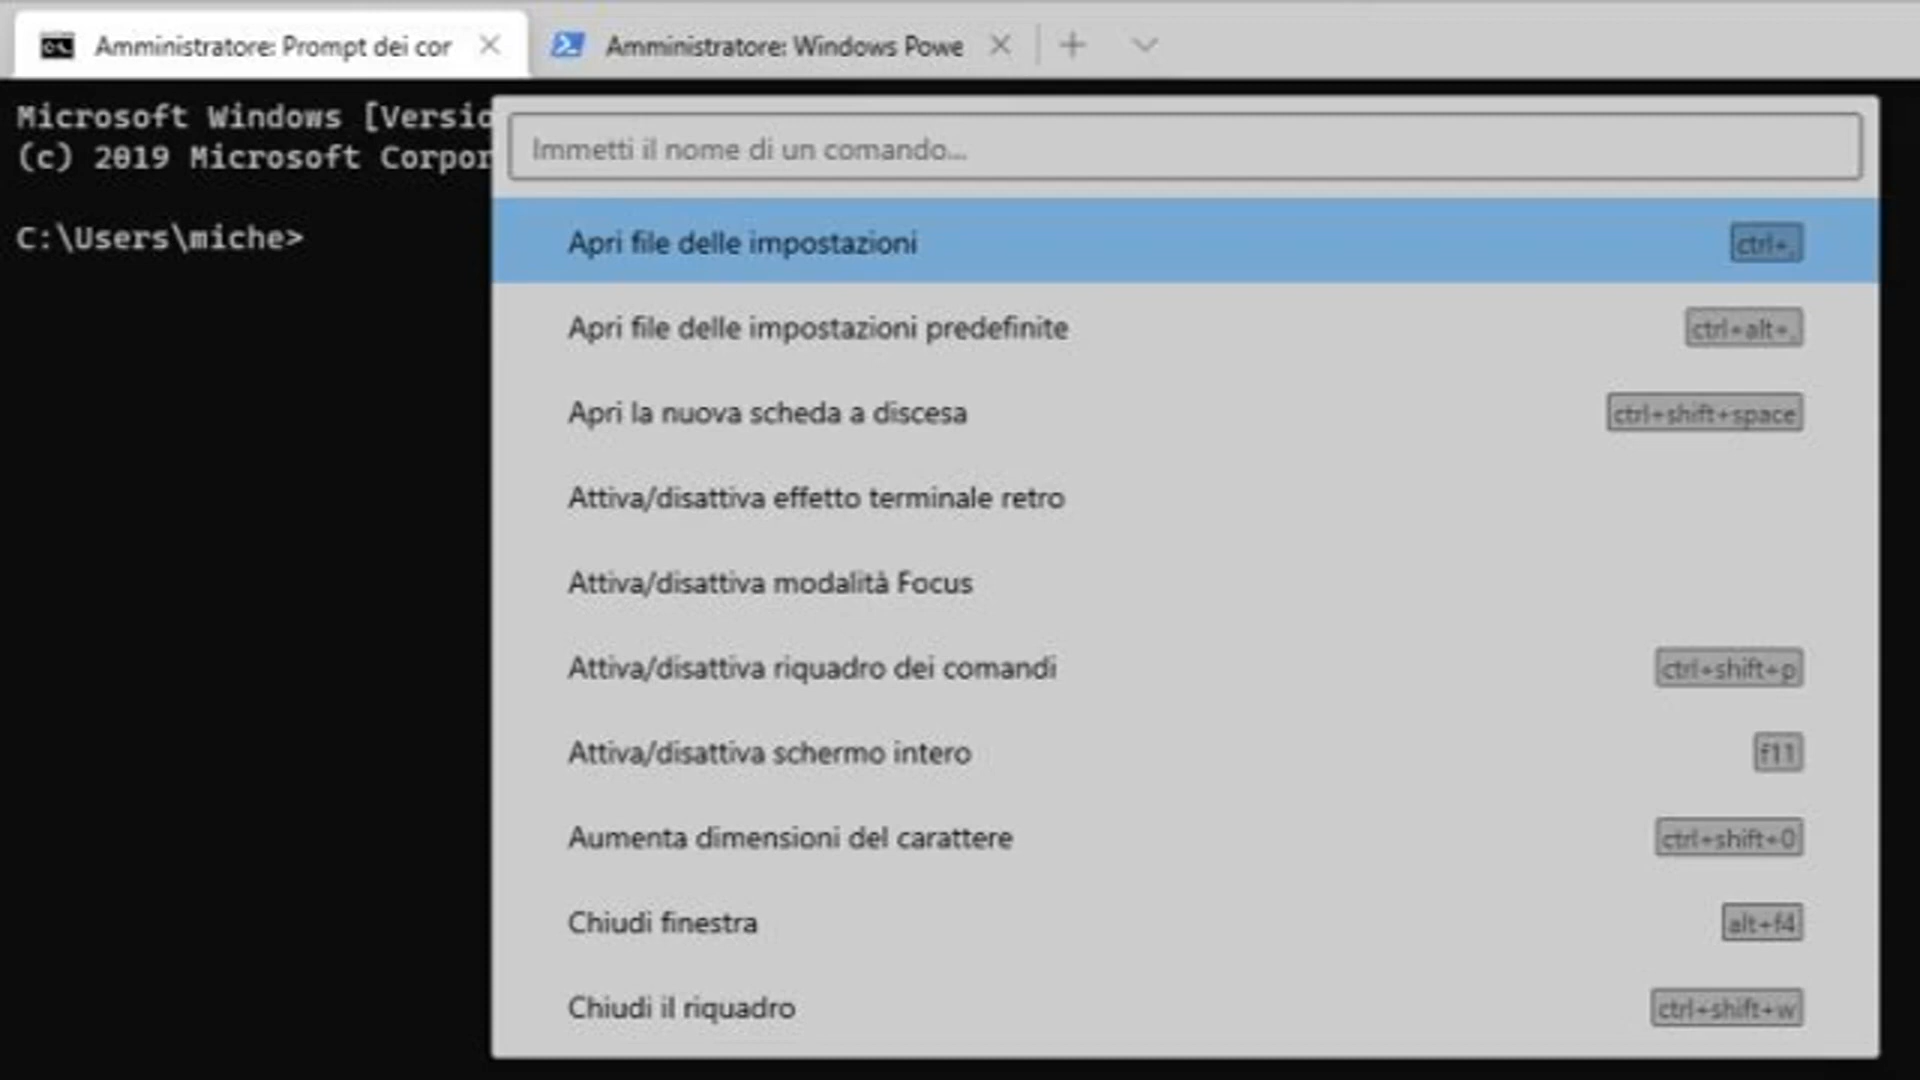 Amministratore: Prompt dei cor
Amministratore: Windows Powe
Microsoft Windows [Versio
(c) 2019 Microsoft Corpor
C:\Users\miche>
Immetti il nome di un comando...
Apri file delle impostazioni ctrl+,
Apri file delle impostazioni predefinite ctrl+alt+,
Apri la nuova scheda a discesa ctrl+shift+space
Attiva/disattiva effetto terminale retro
Attiva/disattiva modalità Focus
Attiva/disattiva riquadro dei comandi ctrl+shift+p
Attiva/disattiva schermo intero f11
Aumenta dimensioni del carattere ctrl+shift+0
Chiudi finestra alt+f4
Chiudi il riquadro ctrl+shift+w